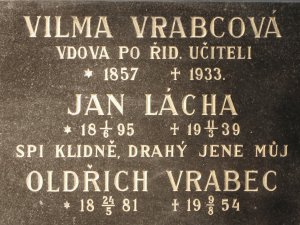 VILMA VRABCOVÁ
VDOVA PO ŘID. UČITELI
* 1857 † 1933.
JAN LÁCHA
* 18 1/6 95 † 19 11/5 39
SPI KLIDNĚ, DRAHÝ JENE MŮJ
OLDŘICH VRABEC
* 18 24/5 81 † 19 9/8 54